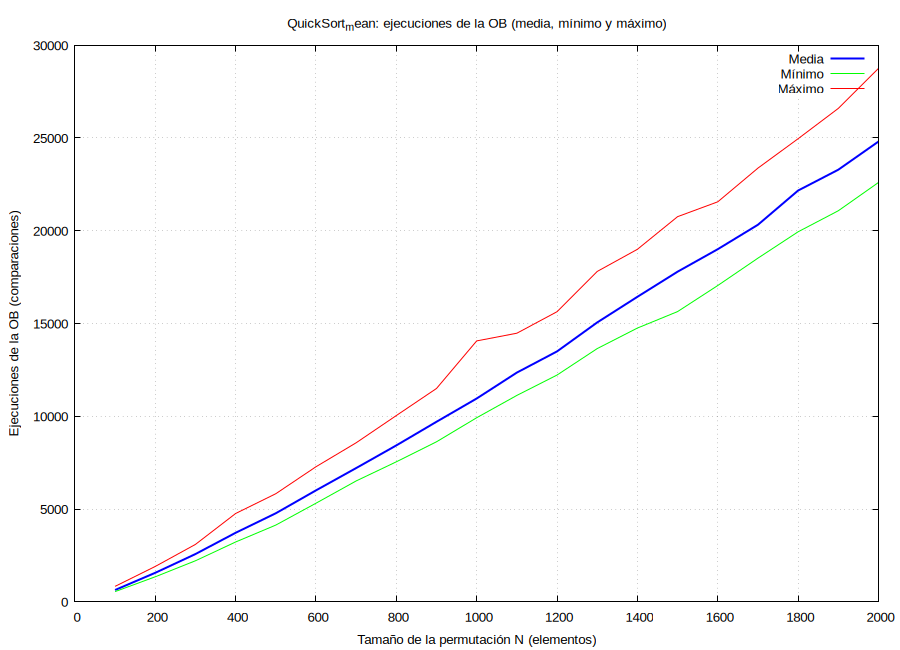 QuickSortmean: ejecuciones de la OB (media, mínimo y máximo)
30000
25000
20000
15000
10000
5000
0
Ejecuciones de la OB (comparaciones)
Media
Mínimo
Máximo
0 200 400 600 800 1000 1200 1400 1600 1800 2000
Tamaño de la permutación N (elementos)